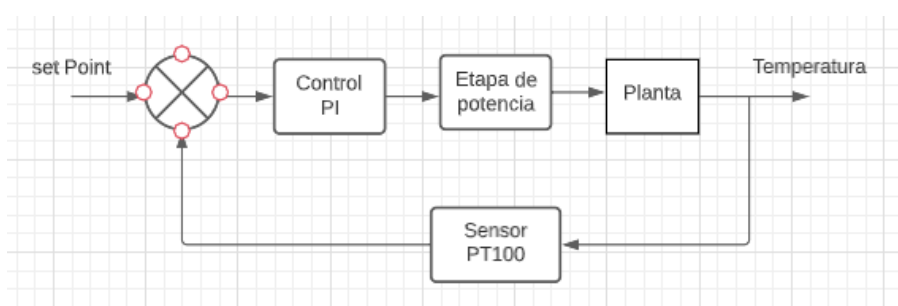 set Point
Control
PI
Etapa de
potencia
Planta
Temperatura
Sensor
PT100